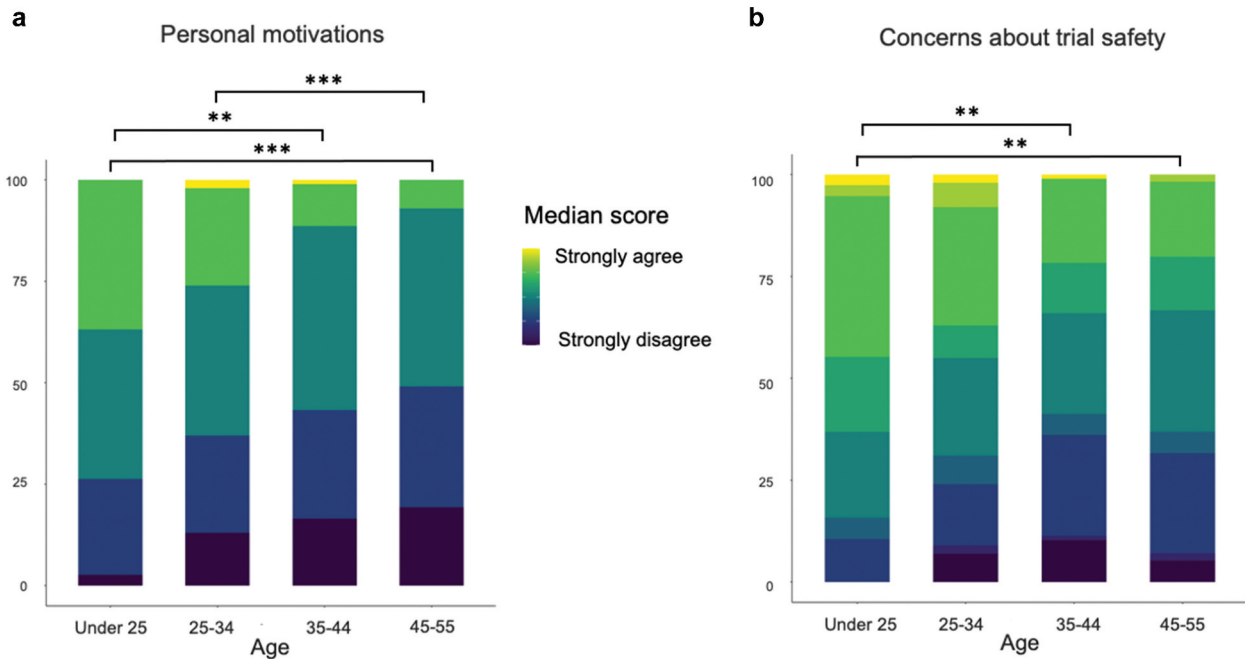 a
Personal motivations
***
**
***
100
75
50
25
0
Under 25
25-34
35-44
45-55
Age
Median score
Strongly agree
Strongly disagree
b
Concerns about trial safety
**
**
100
75
50
25
0
Under 25
25-34
35-44
45-55
Age